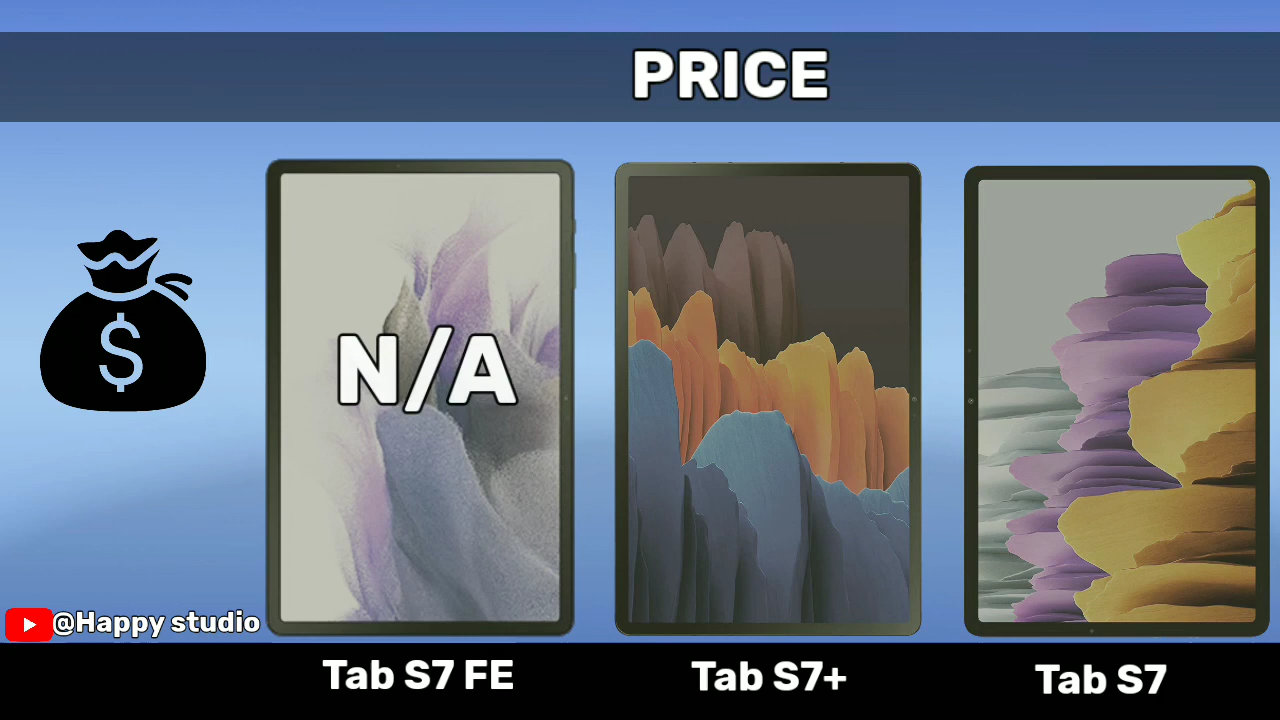 PRICE
$
N/A
@Happy studio
Tab S7 FE
Tab S7+
Tab S7